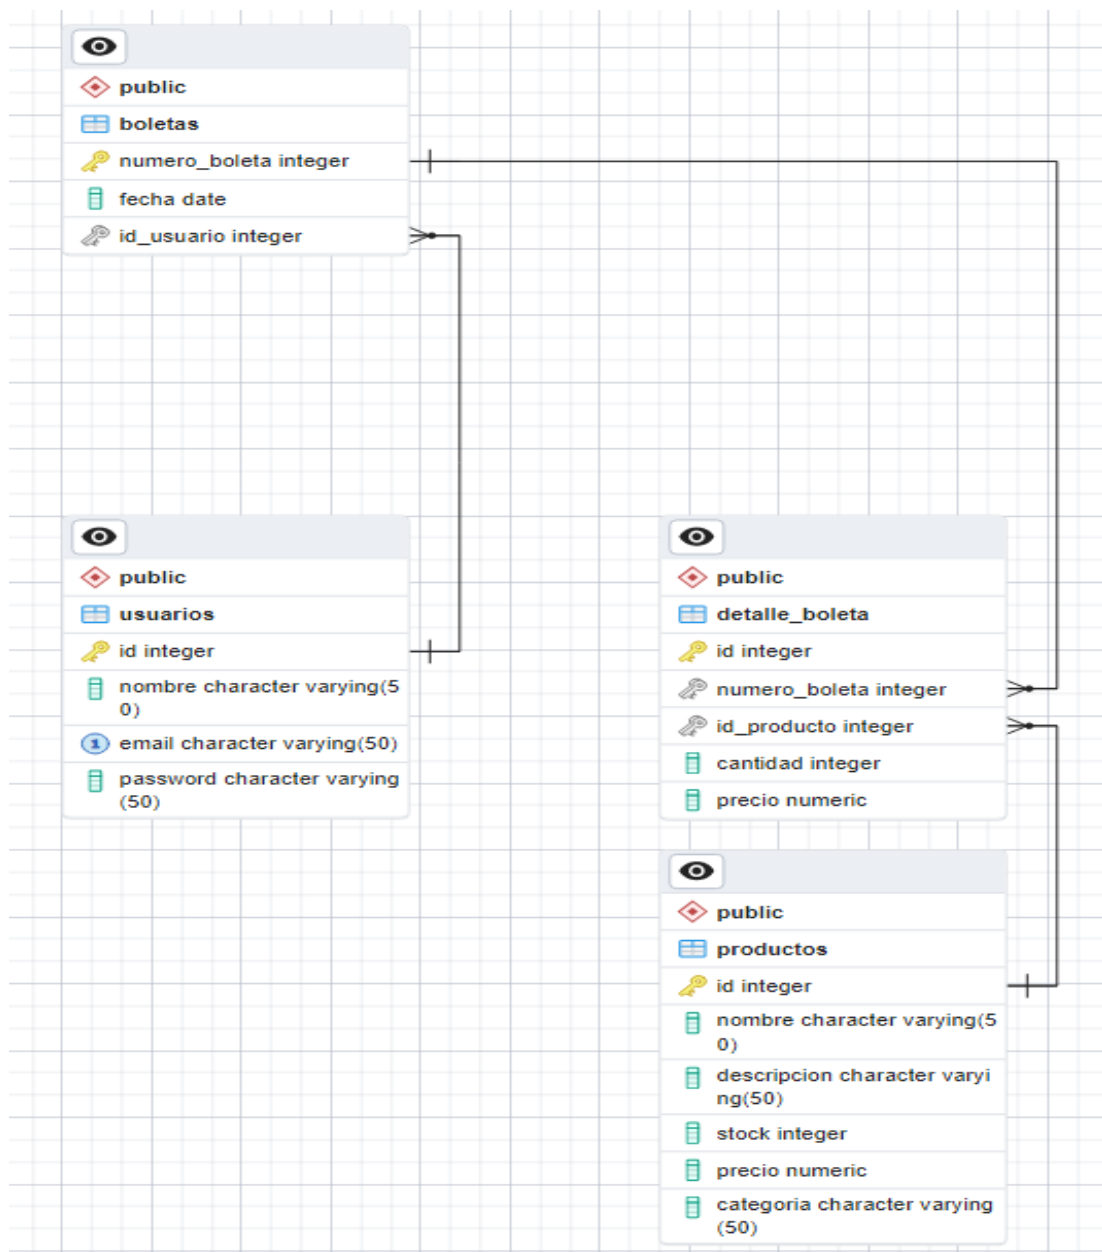 public
boletas
numero_boleta integer
fecha date
id_usuario integer
public
usuarios
id integer
nombre character varying(5
0)
1 email character varying(50)
password character varying
(50)
public
detalle_boleta
id integer
numero_boleta integer
id_producto integer
cantidad integer
precio numeric
public
productos
id integer
nombre character varying(5
0)
descripcion character varyi
ng(50)
stock integer
precio numeric
categoria character varying
(50)